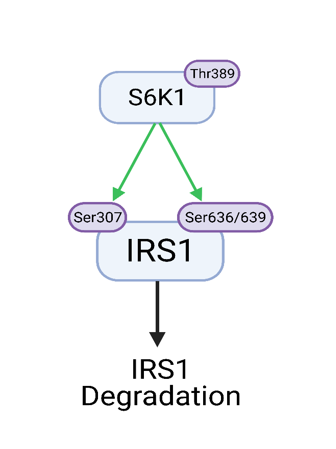 Thr389
S6K1
Ser307
Ser636/639
IRS1
IRS1
Degradation